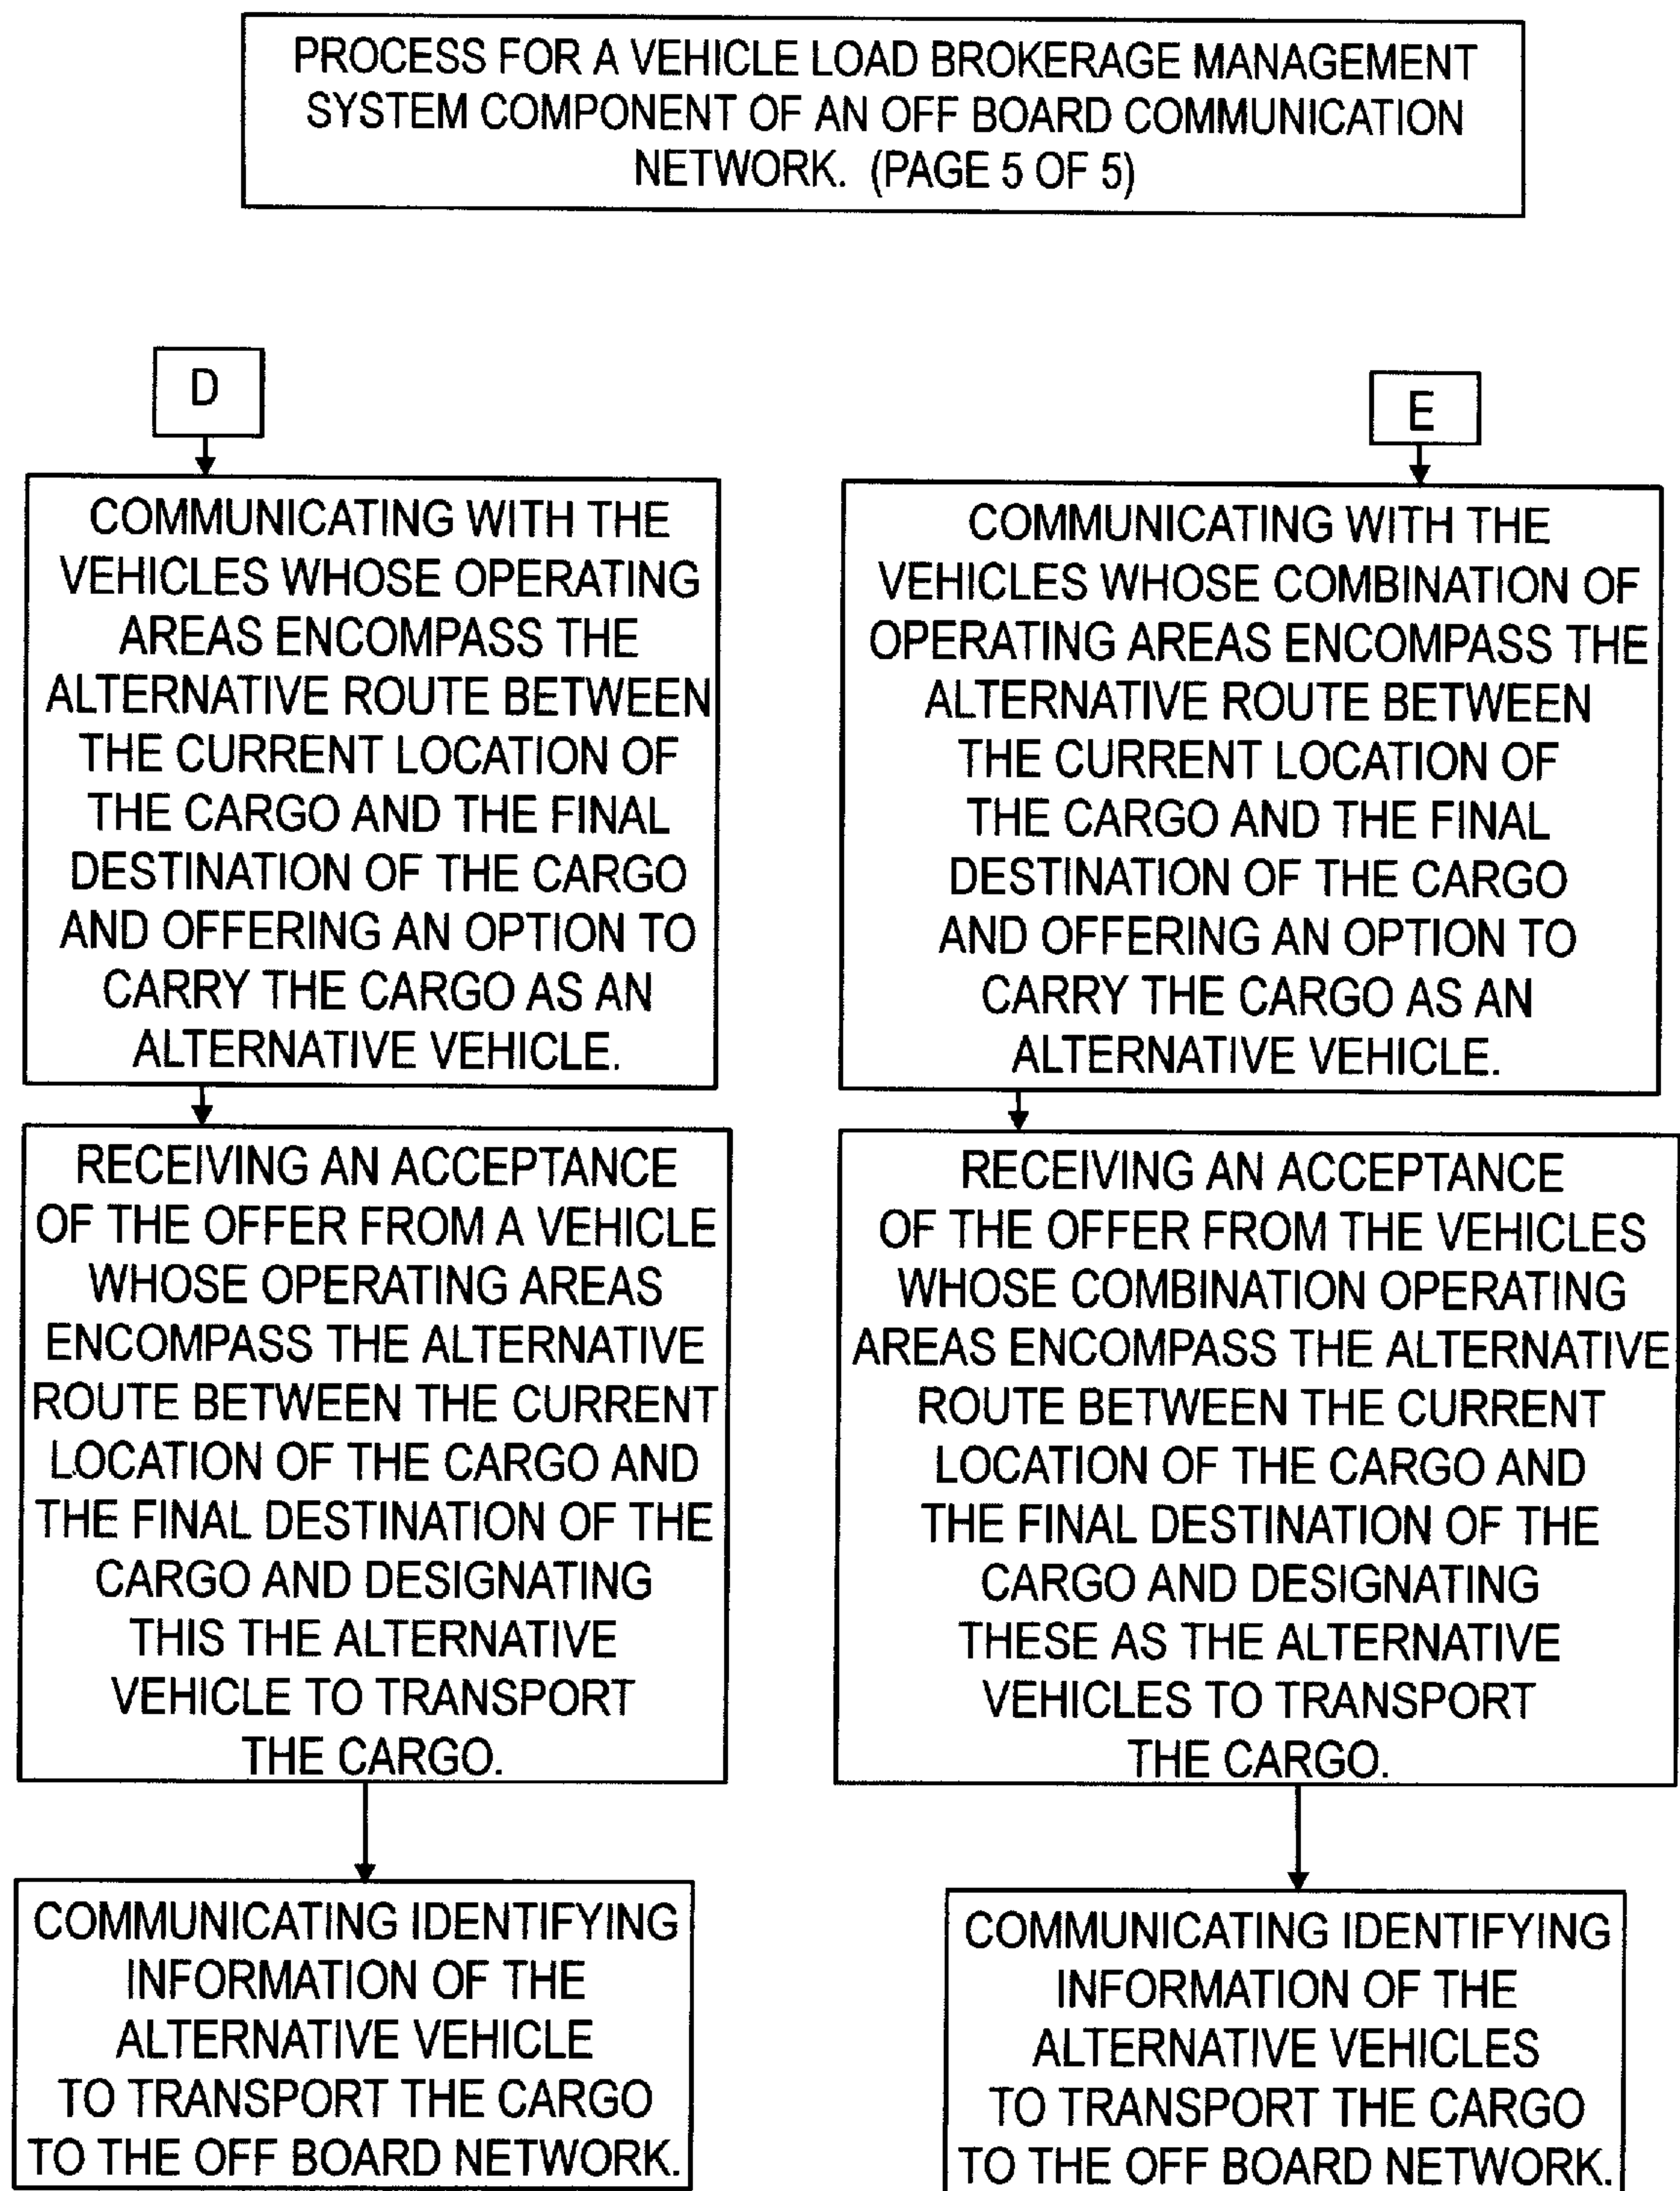 PROCESS FOR A VEHICLE LOAD BROKERAGE MANAGEMENT
SYSTEM COMPONENT OF AN OFF BOARD COMMUNICATION
NETWORK. (PAGE 5 OF 5)
D
COMMUNICATING WITH THE
VEHICLES WHOSE OPERATING
AREAS ENCOMPASS THE
ALTERNATIVE ROUTE BETWEEN
THE CURRENT LOCATION OF
THE CARGO AND THE FINAL
DESTINATION OF THE CARGO
AND OFFERING AN OPTION TO
CARRY THE CARGO AS AN
ALTERNATIVE VEHICLE.
RECEIVING AN ACCEPTANCE
OF THE OFFER FROM A VEHICLE
WHOSE OPERATING AREAS
ENCOMPASS THE ALTERNATIVE
ROUTE BETWEEN THE CURRENT
LOCATION OF THE CARGO AND
THE FINAL DESTINATION OF THE
CARGO AND DESIGNATING
THIS THE ALTERNATIVE
VEHICLE TO TRANSPORT
THE CARGO.
COMMUNICATING IDENTIFYING
INFORMATION OF THE
ALTERNATIVE VEHICLE
TO TRANSPORT THE CARGO
TO THE OFF BOARD NETWORK.
E
COMMUNICATING WITH THE
VEHICLES WHOSE COMBINATION OF
OPERATING AREAS ENCOMPASS THE
ALTERNATIVE ROUTE BETWEEN
THE CURRENT LOCATION OF
THE CARGO AND THE FINAL
DESTINATION OF THE CARGO
AND OFFERING AN OPTION TO
CARRY THE CARGO AS AN
ALTERNATIVE VEHICLE.
RECEIVING AN ACCEPTANCE
OF THE OFFER FROM THE VEHICLES
WHOSE COMBINATION OPERATING
AREAS ENCOMPASS THE ALTERNATIVE
ROUTE BETWEEN THE CURRENT
LOCATION OF THE CARGO AND
THE FINAL DESTINATION OF THE
CARGO AND DESIGNATING
THESE AS THE ALTERNATIVE
VEHICLES TO TRANSPORT
THE CARGO.
COMMUNICATING IDENTIFYING
INFORMATION OF THE
ALTERNATIVE VEHICLES
TO TRANSPORT THE CARGO
TO THE OFF BOARD NETWORK.